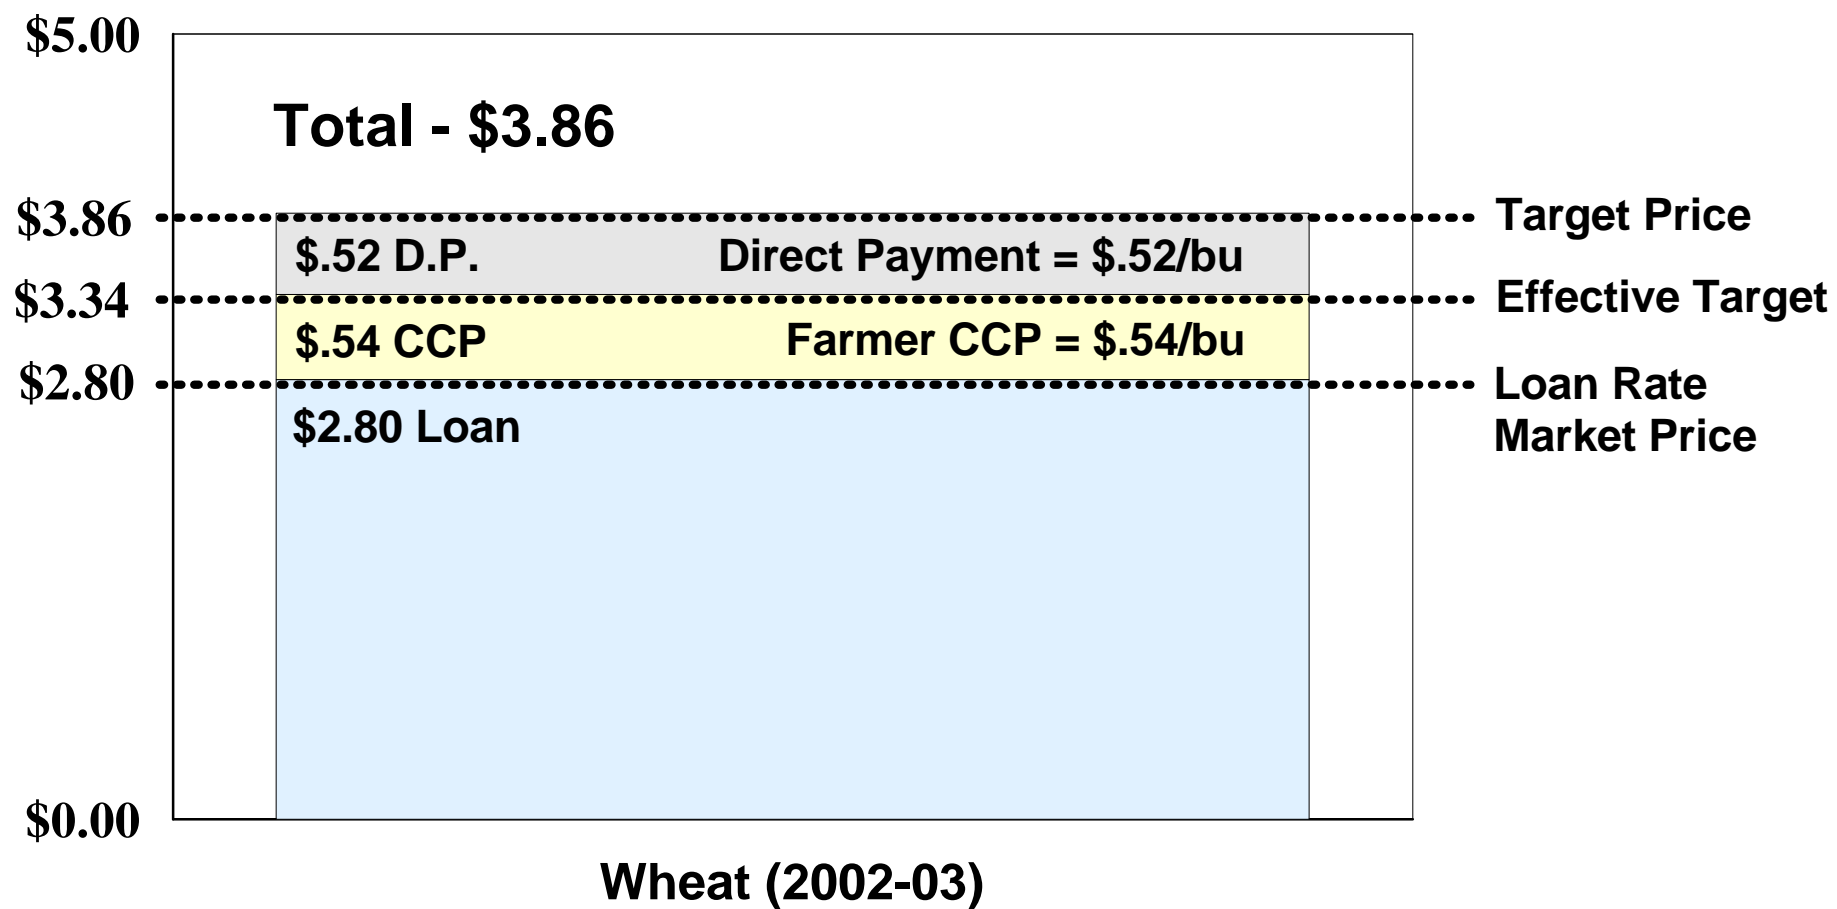 $5.00
Total - $3.86
$3.86
Target Price
$.52 D.P.
Direct Payment = $.52/bu
$3.34
Effective Target
$.54 CCP
Farmer CCP = $.54/bu
$2.80
Loan Rate
Market Price
$2.80 Loan
$0.00
Wheat (2002-03)